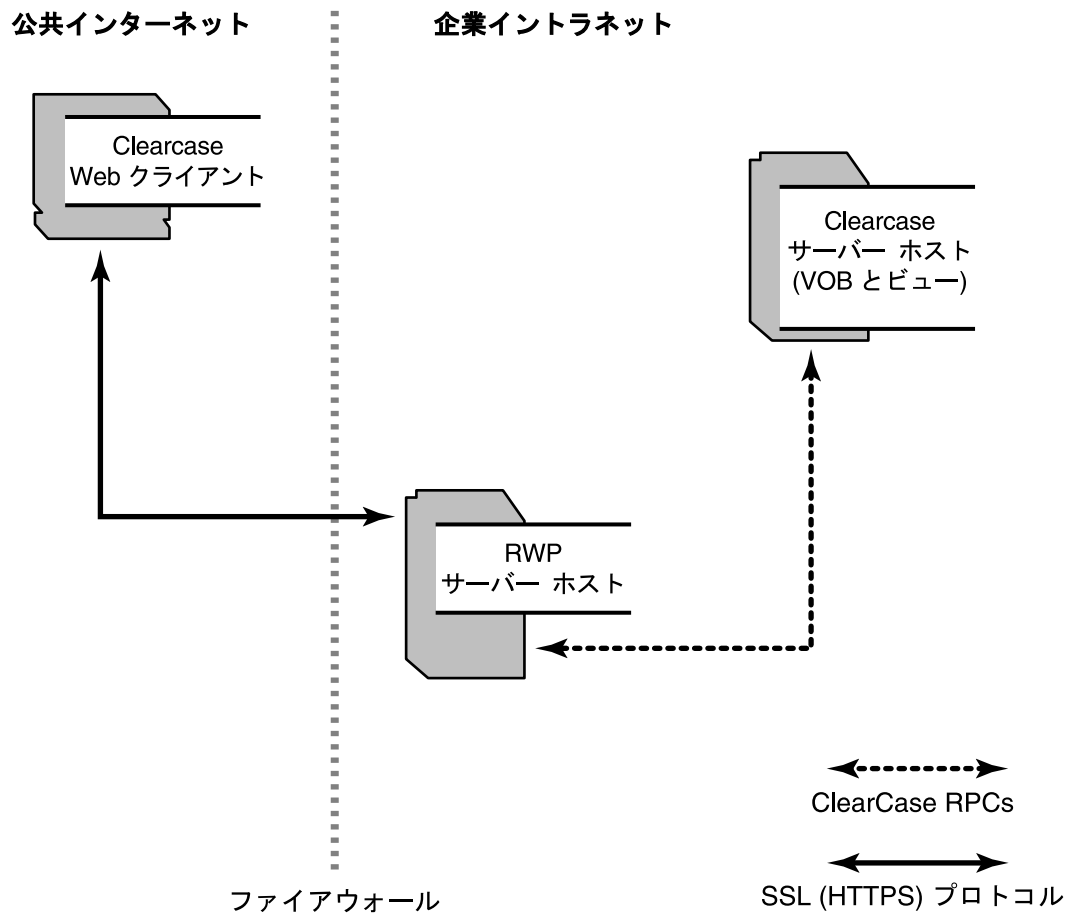 公共インターネット
企業イントラネット
Clearcase
Web クライアント
Clearcase
サーバー ホスト
(VOB とビュー)
RWP
サーバー ホスト
ClearCase RPCs
SSL (HTTPS) プロトコル
ファイアウォール